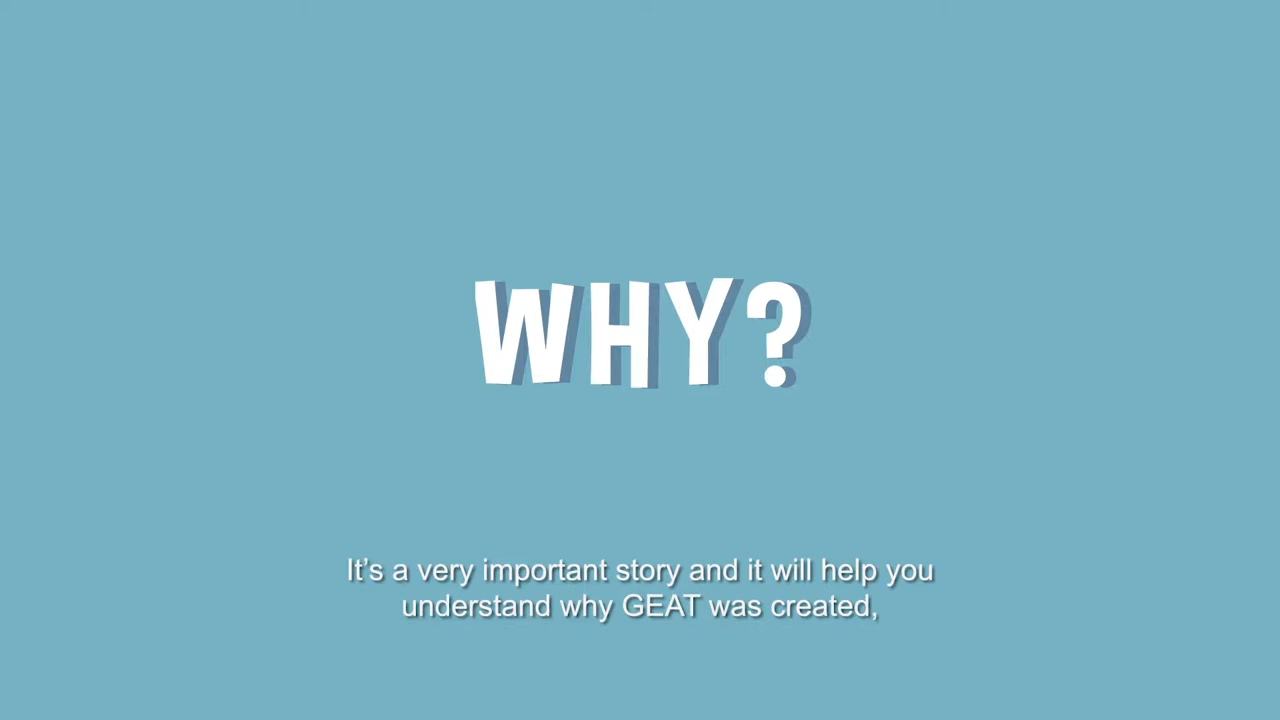 WHY?
It’s a very important story and it will help you
understand why GEAT was created,